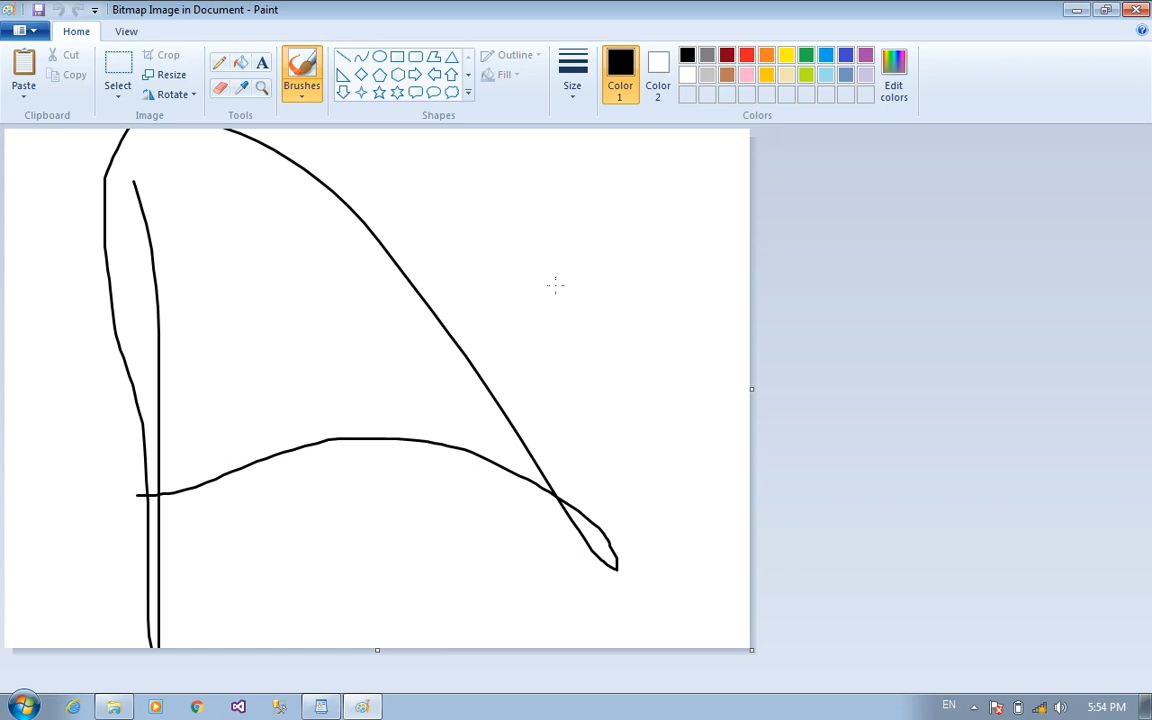 Bitmap Image in Document - Paint
Home View
Paste
Cut
Copy
Clipboard
Select
Crop
Resize
Rotate
Image
A
Tools
Brushes
Shapes
Outline
Fill
Size
Color 1
Color 2
Edit colors
Colors
EN 5:54 PM